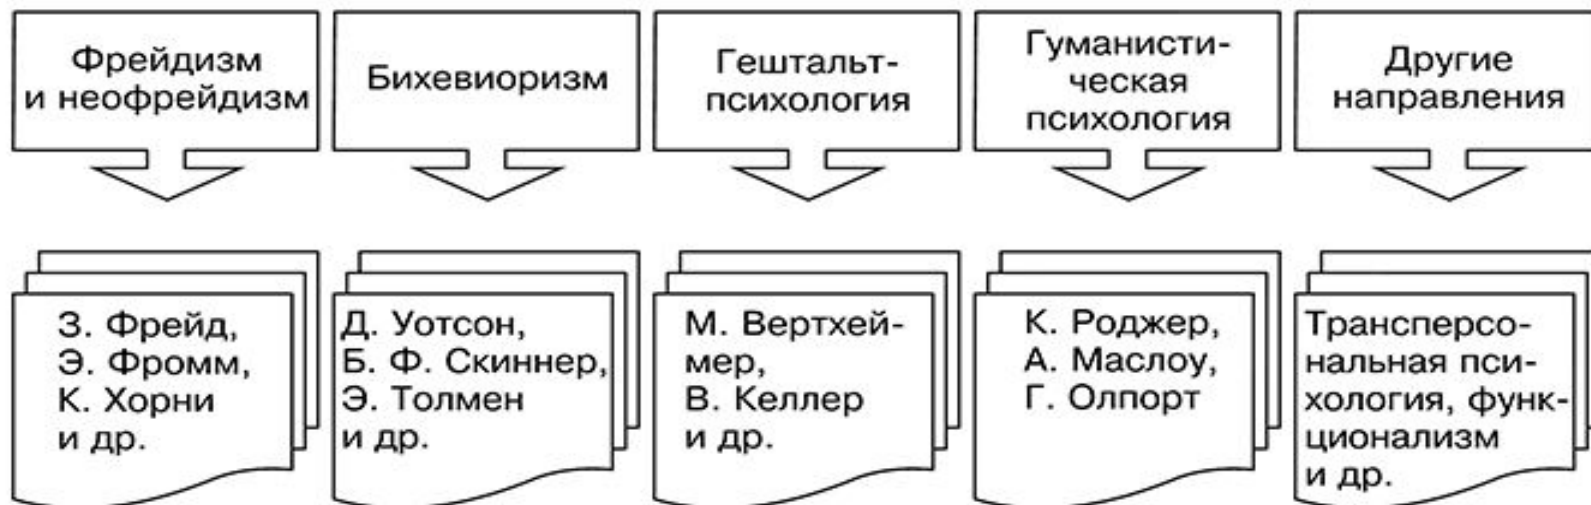 Фрейдизм
и неофрейдизм
Бихевиоризм
Гештальт-
психология
Гуманисти-
ческая
психология
Другие
направления
З. Фрейд,
Э. Фромм,
К. Хорни
и др.
Д. Уотсон,
Б. Ф. Скиннер,
Э. Толмен
и др.
М. Вертхей-
мер,
В. Келлер
и др.
К. Роджер,
А. Маслоу,
Г. Олпорт
Трансперсо-
нальная пси-
хология, функ-
ционализм
и др.